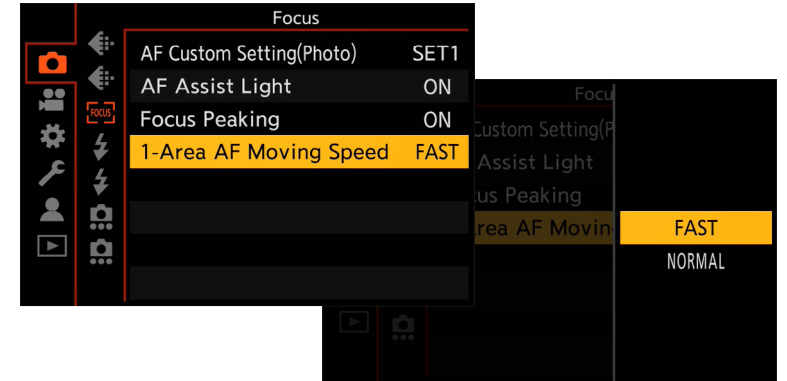 Focus
AF Custom Setting(Photo) SET1
AF Assist Light ON
FOCUS
Focus Peaking ON
1-Area AF Moving Speed FAST
Focu
Custom Setting(P
Assist Light
us Peaking
rea AF Movin
FAST
NORMAL